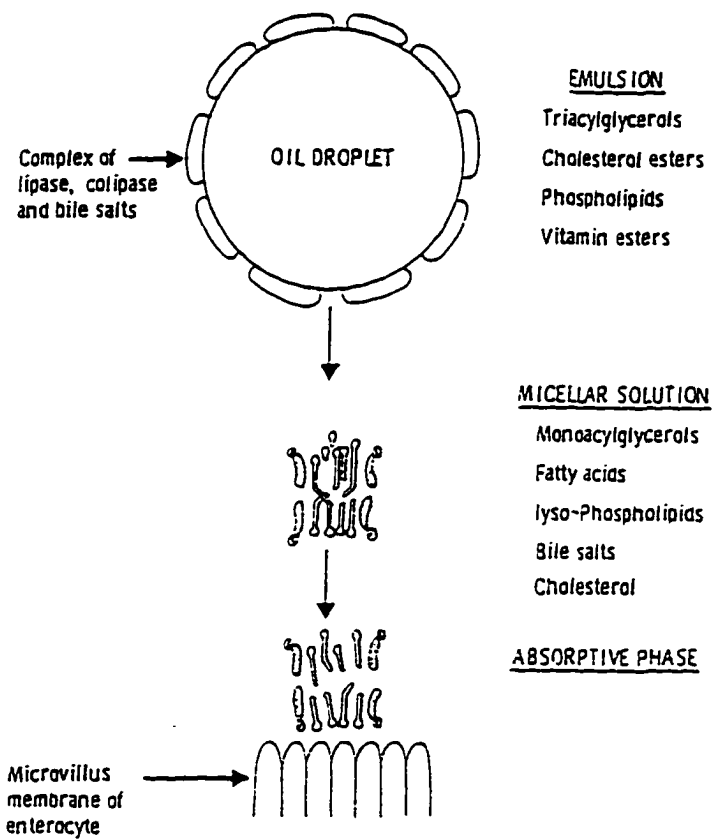 EMULSION
Triacylglycerols
Cholesterol esters
Phospholipids
Vitamin esters
OIL DROPLET
Complex of
lipase, colipase
and bile salts
MICELLAR SOLUTION
Monoacylglycerols
Fatty acids
lyso-Phospholipids
Bile salts
Cholesterol
ABSORPTIVE PHASE
Microvillus
membrane of
enterocyte